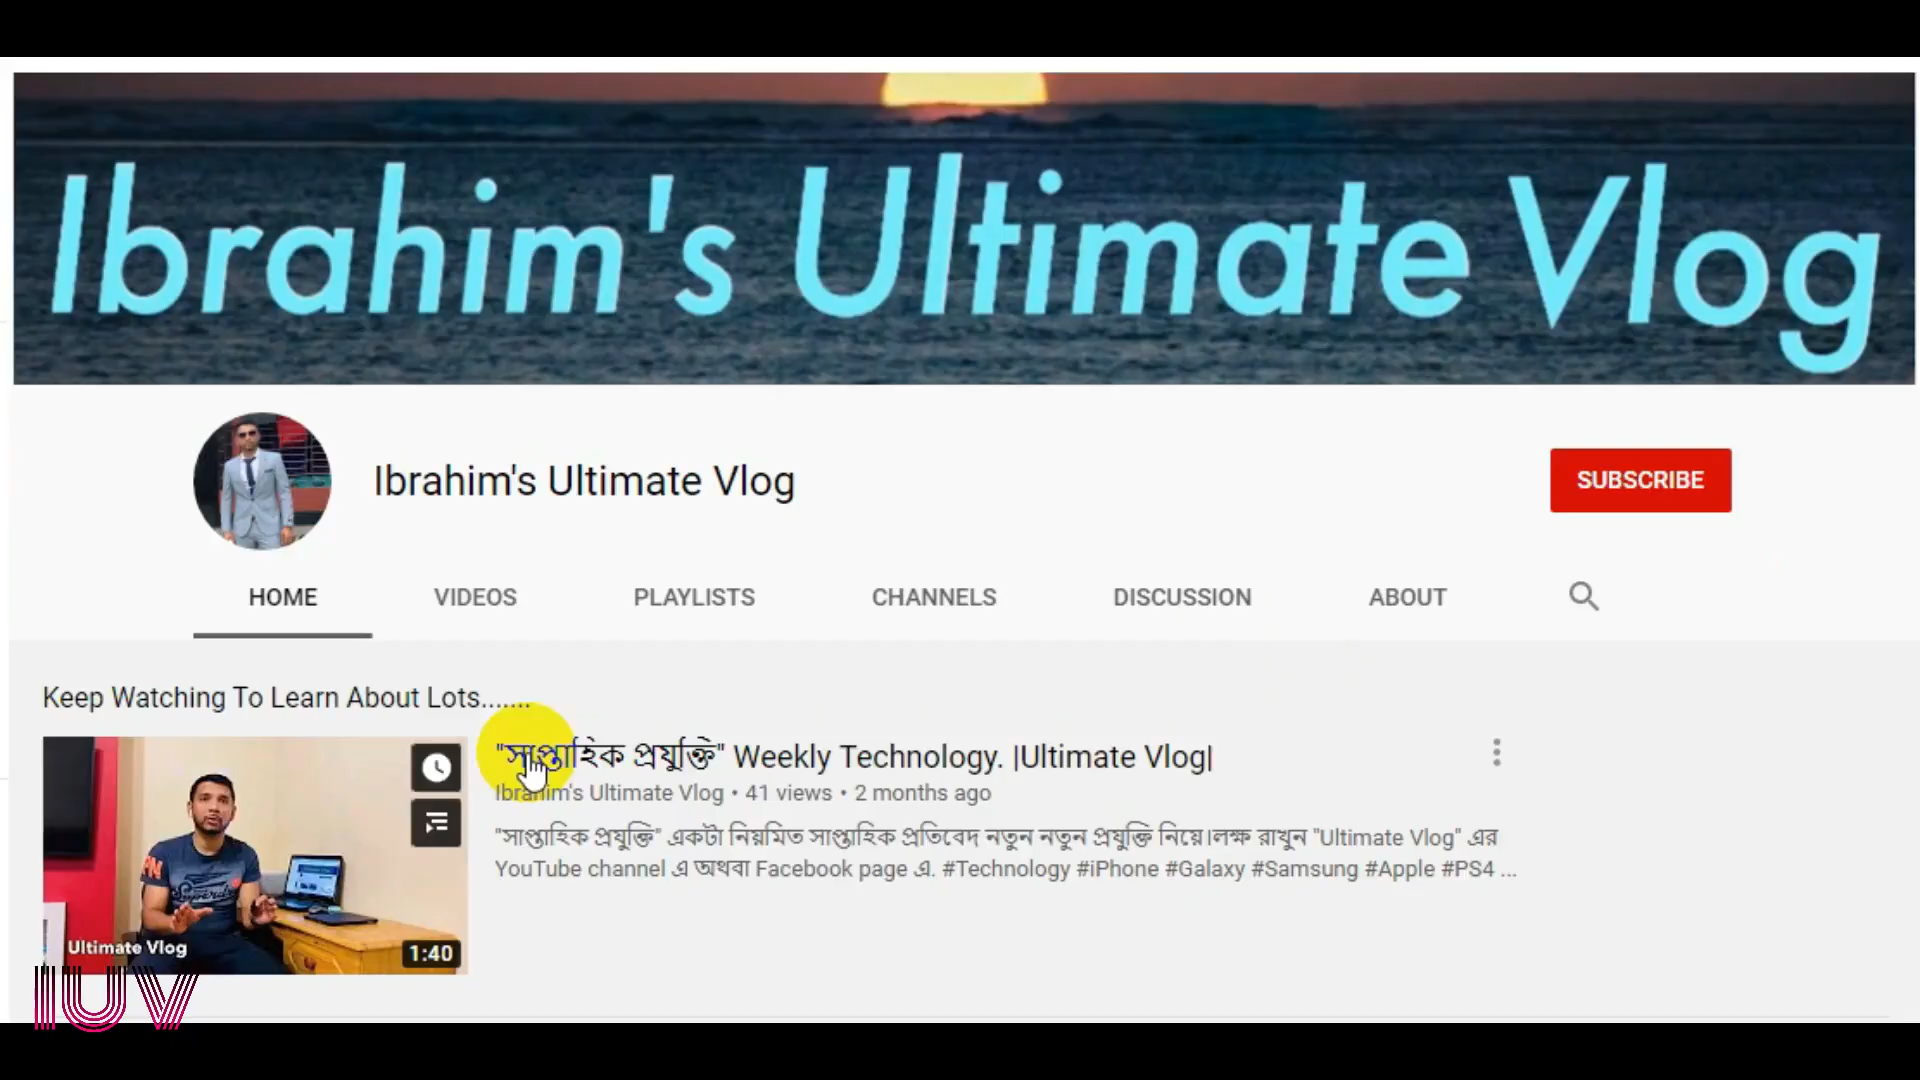 Ibrahim's Ultimate Vlog
Ibrahim's Ultimate Vlog
SUBSCRIBE
HOME VIDEOS PLAYLISTS CHANNELS DISCUSSION ABOUT
Keep Watching To Learn About Lots.......
"সাপ্তাহিক প্রযুক্তি" Weekly Technology. |Ultimate Vlog|
Ibrahim's Ultimate Vlog • 41 views • 2 months ago
"সাপ্তাহিক প্রযুক্তি" একটা নিয়মিত সাপ্তাহিক প্রতিবেদ নতুন নতুন প্রযুক্তি নিয়ে।লক্ষ রাখুন "Ultimate Vlog" এর
YouTube channel এ অথবা Facebook page এ. #Technology #iPhone #Galaxy #Samsung #Apple #PS4 ...
Ultimate Vlog
1:40
IUV